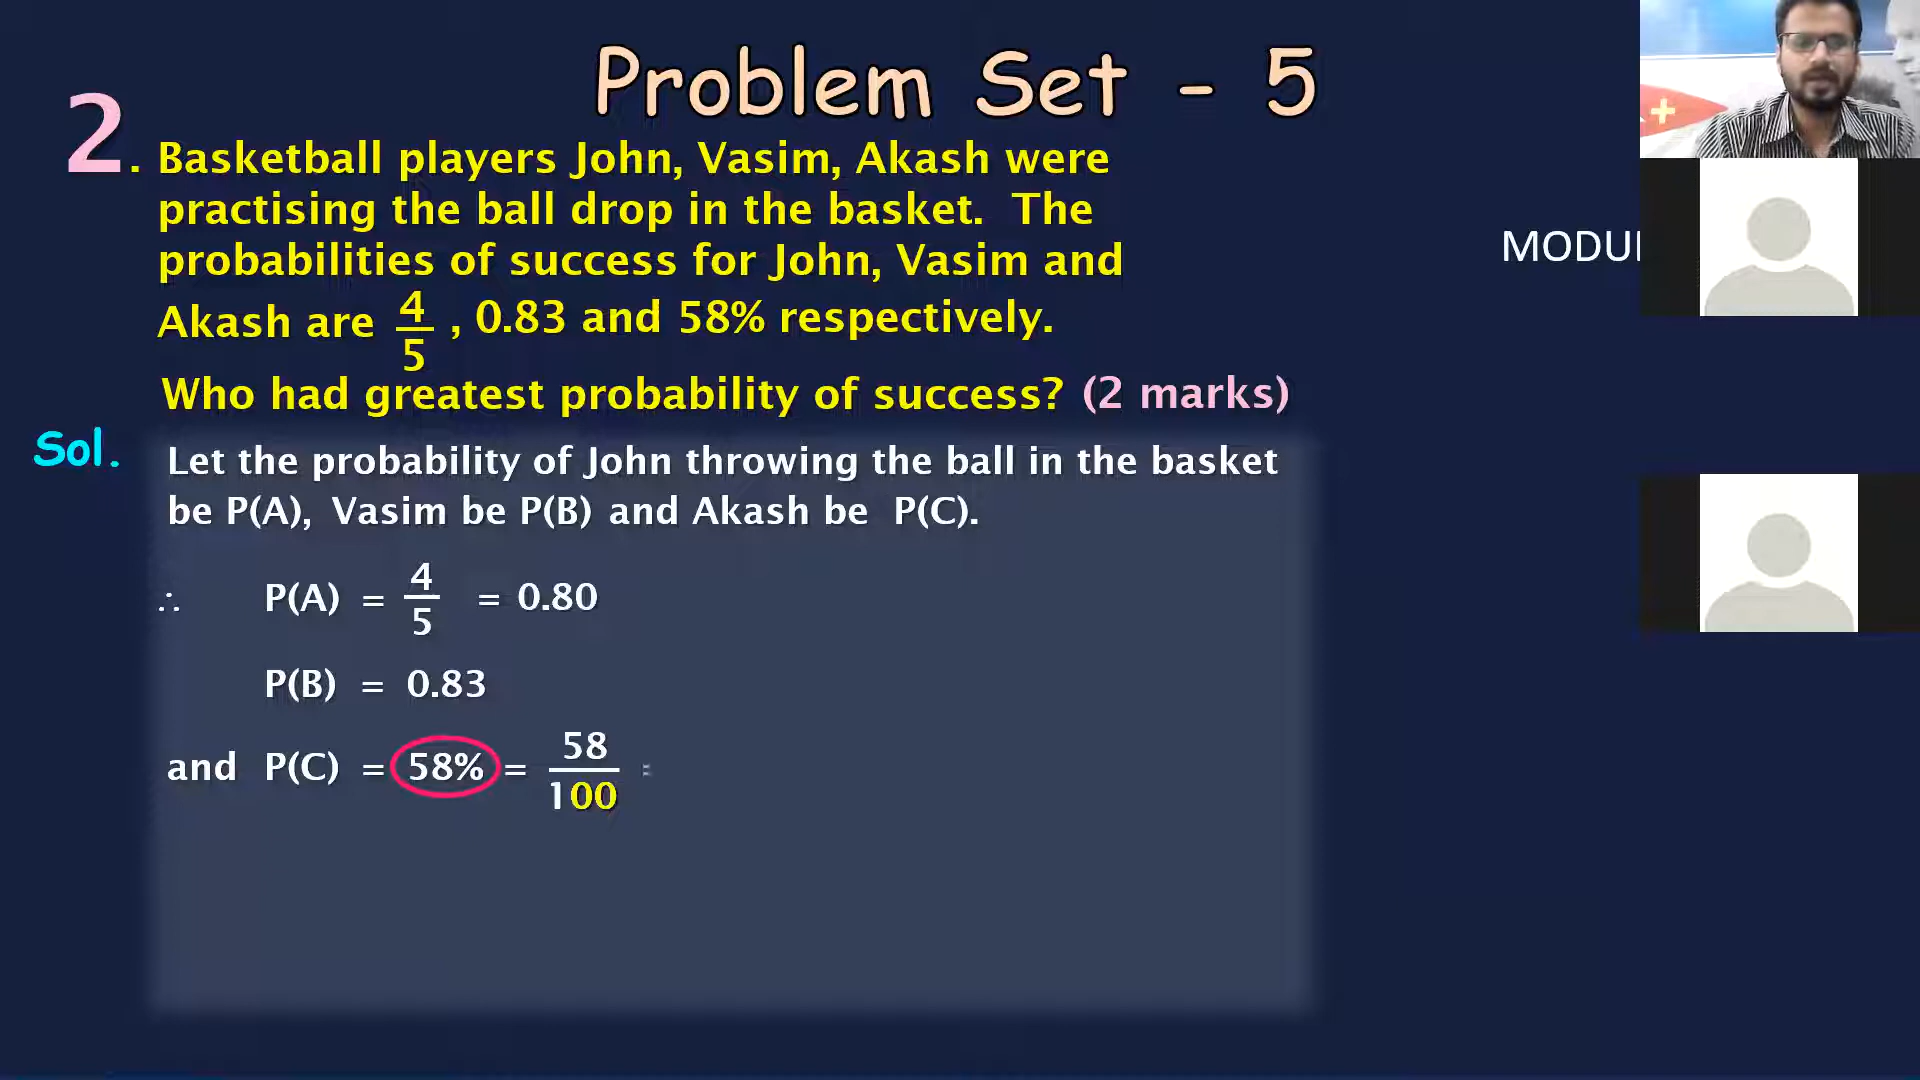 Problem Set - 5
2. Basketball players John, Vasim, Akash were
practising the ball drop in the basket. The
probabilities of success for John, Vasim and
Akash are 4/5 , 0.83 and 58% respectively.
Who had greatest probability of success? (2 marks)
MODUL
Sol. Let the probability of John throwing the ball in the basket
be P(A), Vasim be P(B) and Akash be P(C).
∴ P(A) = 4/5 = 0.80
P(B) = 0.83
and P(C) = 58% = 58/100 =
+